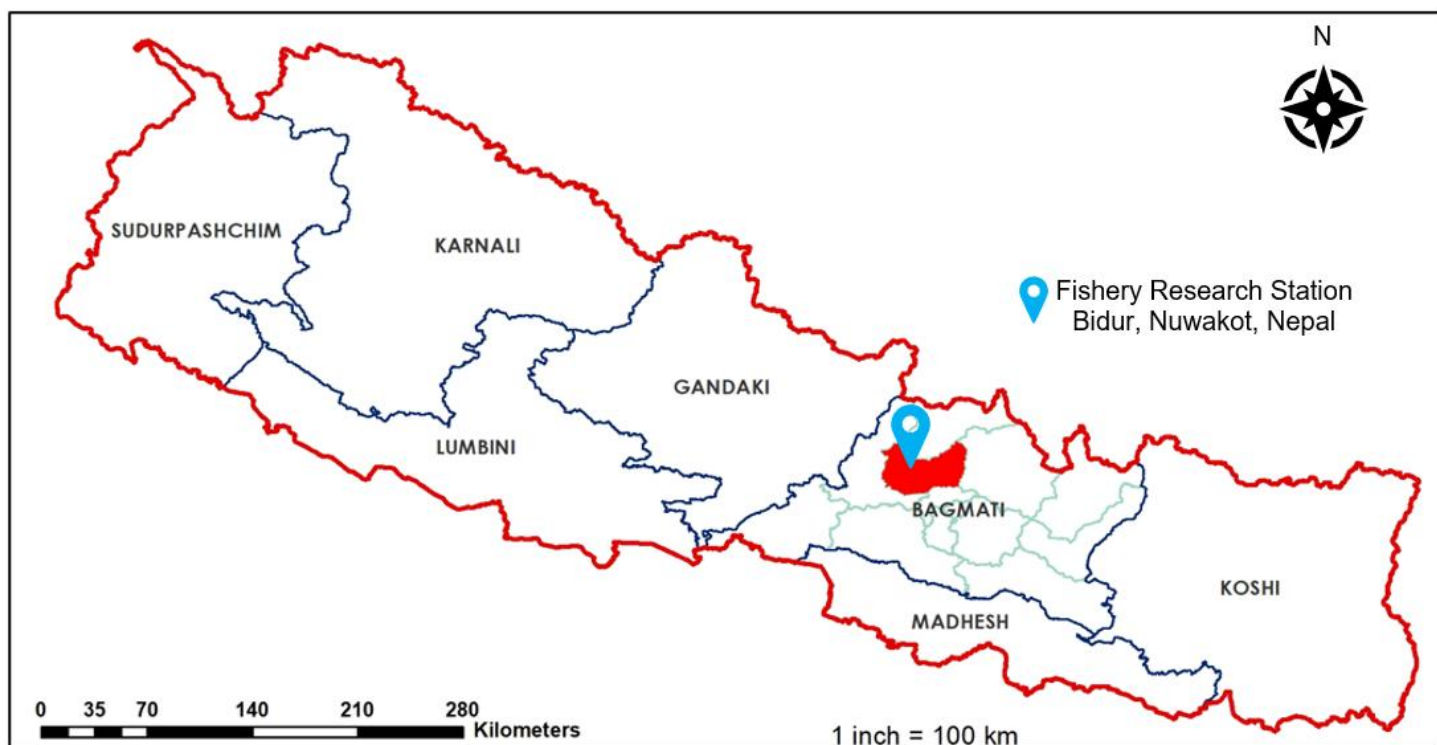 N
SUDURPASHCHIM
KARNALI
Fishery Research Station
Bidur, Nuwakot, Nepal
GANDAKI
LUMBINI
BAGMATI
KOSHI
MADHESH
0 35 70 140 210 280
Kilometers
1 inch = 100 km